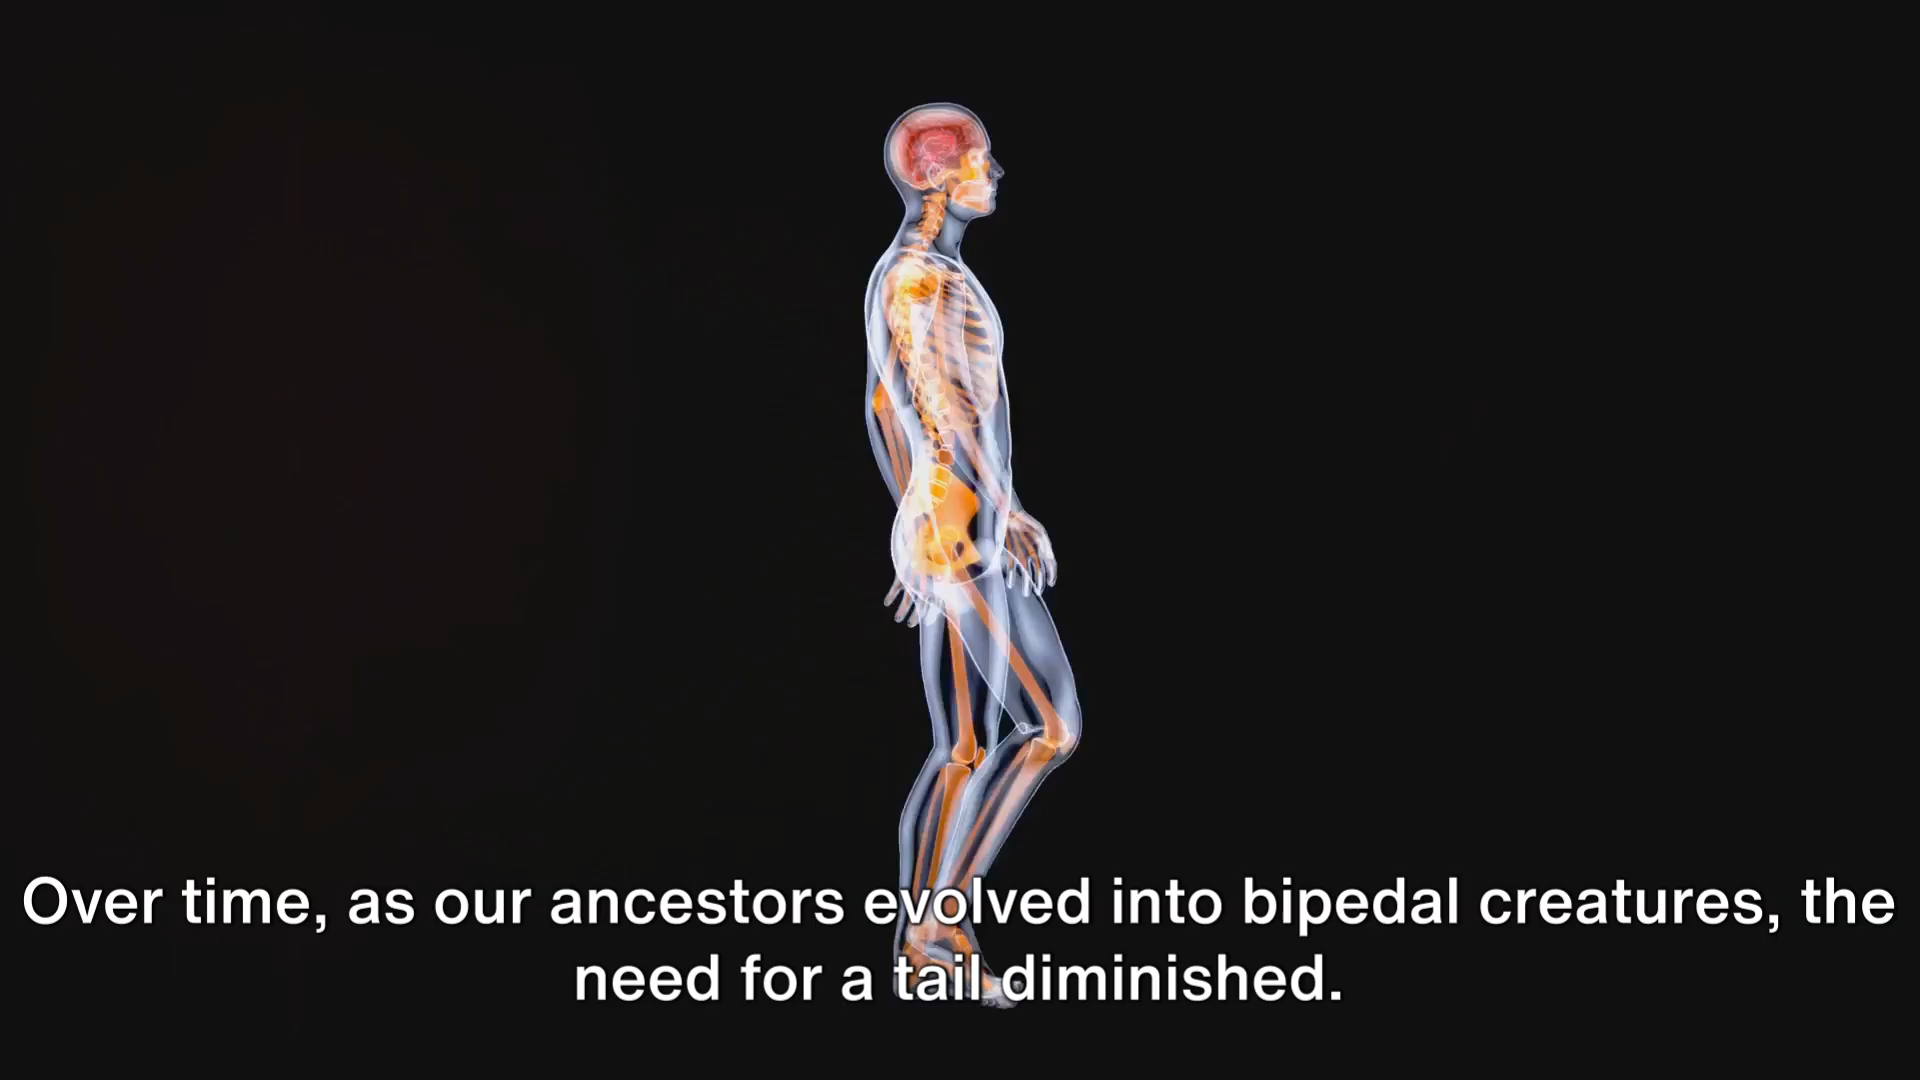 Over time, as our ancestors evolved into bipedal creatures, the
need for a tail diminished.